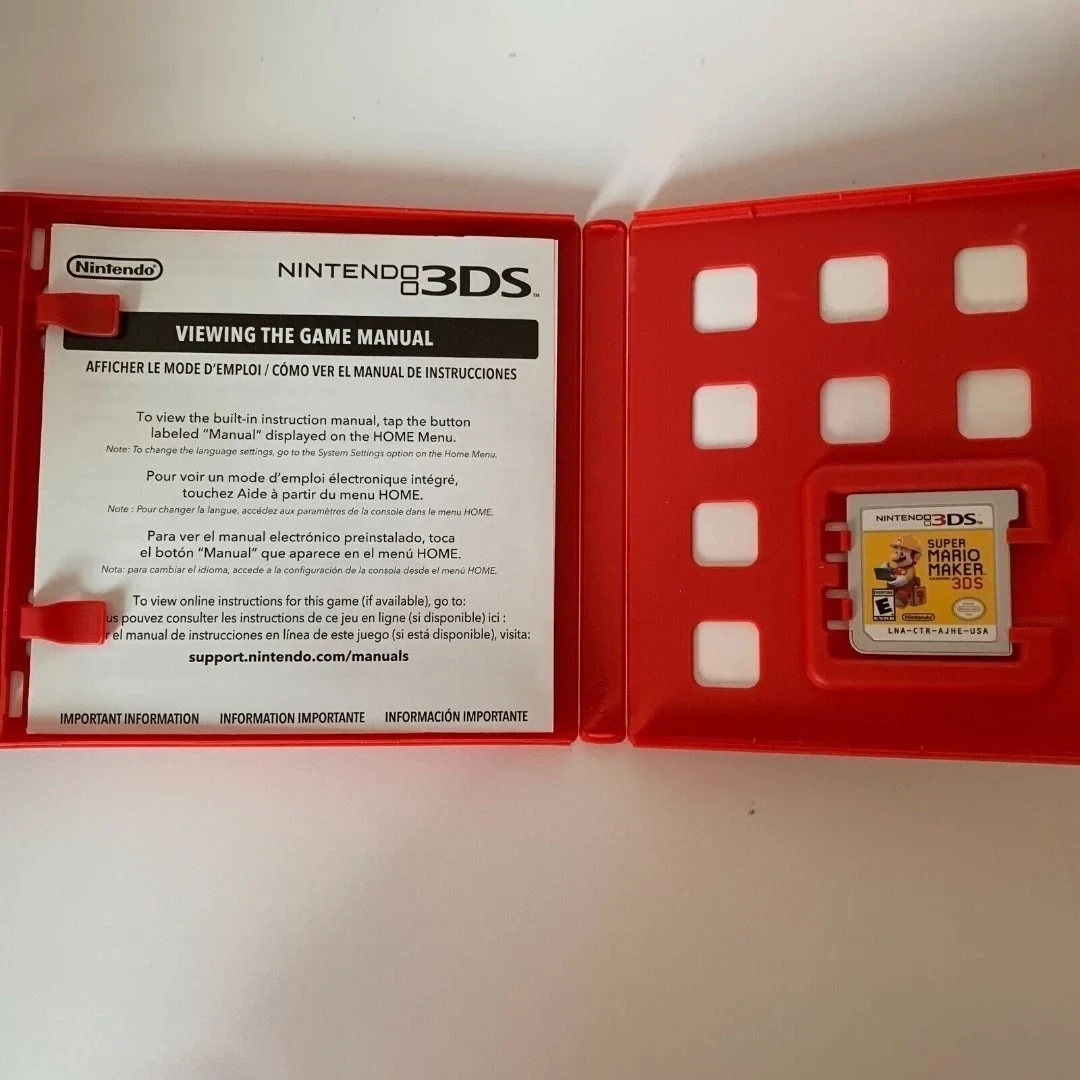 Nintendo®
NINTENDO 3DS™
VIEWING THE GAME MANUAL
AFFICHER LE MODE D'EMPLOI / CÓMO VER EL MANUAL DE INSTRUCCIONES
To view the built-in instruction manual, tap the button
labeled "Manual" displayed on the HOME Menu.
Note: To change the language settings, go to the System Settings option on the Home Menu.
Pour voir un mode d'emploi électronique intégré,
touchez Aide à partir du menu HOME.
Note : Pour changer la langue, accédez aux paramètres de la console dans le menu HOME.
Para ver el manual electrónico preinstalado, toca
el botón "Manual" que aparece en el menú HOME.
Nota: para cambiar el idioma, accede a la configuración de la consola desde el menú HOME.
To view online instructions for this game (if available), go to:
us pouvez consulter les instructions de ce jeu en ligne (si disponible) ici :
r el manual de instrucciones en línea de este juego (si está disponible), visita:
support.nintendo.com/manuals
IMPORTANT INFORMATION INFORMATION IMPORTANTE INFORMACIÓN IMPORTANTE
NINTENDO 3DS™
SUPER
MARIO
MAKER™
3DS
EVERYONE
E
ESRB
Nintendo
LNA-CTR-AJHE-USA